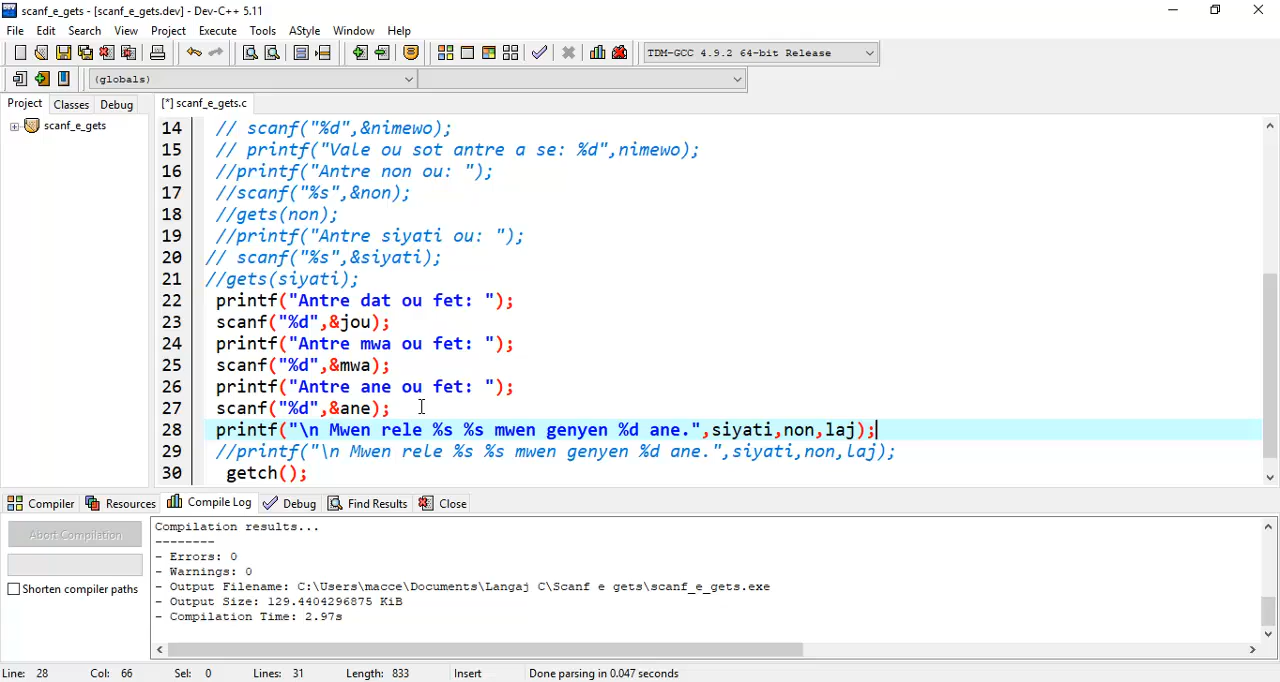 scanf_e_gets - [scanf_e_gets.dev] - Dev-C++ 5.11
File Edit Search View Project Execute Tools AStyle Window Help
TDM-GCC 4.9.2 64-bit Release
(globals)
Project Classes Debug [*] scanf_e_gets.c
scanf_e_gets
14 // scanf("%d",&nimewo);
15 // printf("Vale ou sot antre a se: %d",nimewo);
16 //printf("Antre non ou: ");
17 //scanf("%s",&non);
18 //gets(non);
19 //printf("Antre siyati ou: ");
20 // scanf("%s",&siyati);
21 //gets(siyati);
22 printf("Antre dat ou fet: ");
23 scanf("%d",&jou);
24 printf("Antre mwa ou fet: ");
25 scanf("%d",&mwa);
26 printf("Antre ane ou fet: ");
27 scanf("%d",&ane);
28 printf("\n Mwen rele %s %s mwen genyen %d ane.",siyati,non,laj);
29 //printf("\n Mwen rele %s %s mwen genyen %d ane.",siyati,non,laj);
30 getch();
Compiler Resources Compile Log Debug Find Results Close
Abort Compilation
Shorten compiler paths
Compilation results...
--------
- Errors: 0
- Warnings: 0
- Output Filename: C:\Users\macce\Documents\Langaj C\Scanf e gets\scanf_e_gets.exe
- Output Size: 129.4404296875 KiB
- Compilation Time: 2.97s
Line: 28 Col: 66 Sel: 0 Lines: 31 Length: 833 Insert Done parsing in 0.047 seconds